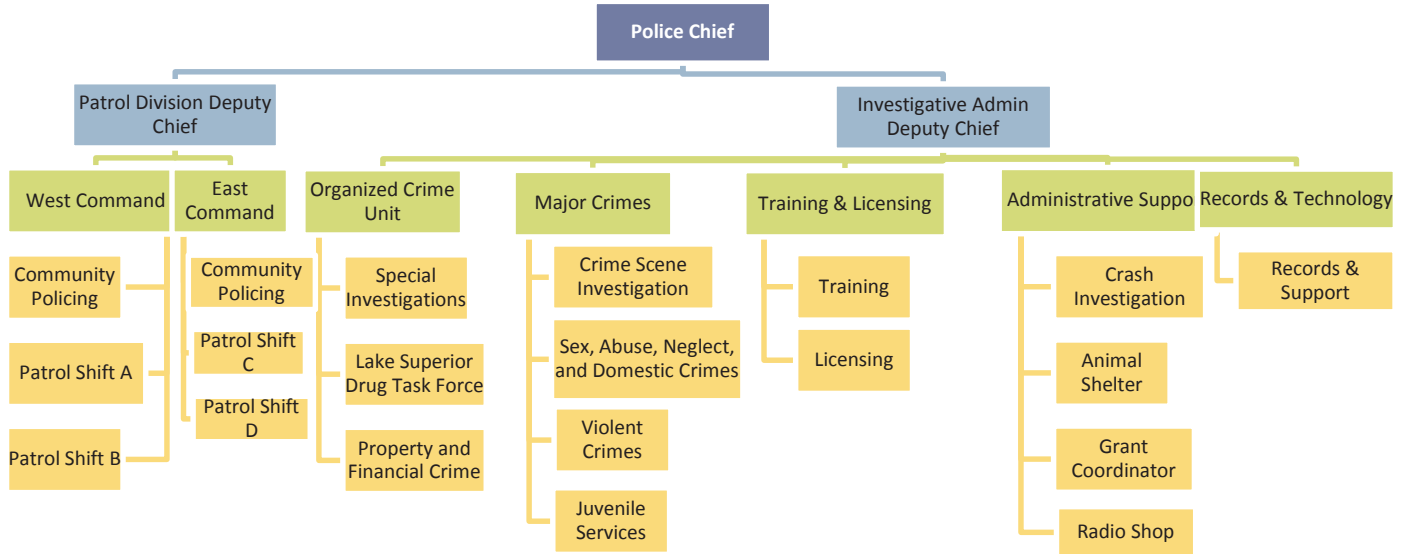 Police Chief
Patrol Division Deputy
Chief
Investigative Admin
Deputy Chief
West Command
East
Command
Organized Crime
Unit
Major Crimes
Training & Licensing
Administrative Suppo
Records & Technology
Community
Policing
Patrol Shift A
Patrol Shift B
Community
Policing
Patrol Shift
C
Patrol Shift
D
Special
Investigations
Lake Superior
Drug Task Force
Property and
Financial Crime
Crime Scene
Investigation
Sex, Abuse, Neglect,
and Domestic Crimes
Violent
Crimes
Juvenile
Services
Training
Licensing
Crash
Investigation
Animal
Shelter
Grant
Coordinator
Radio Shop
Records &
Support